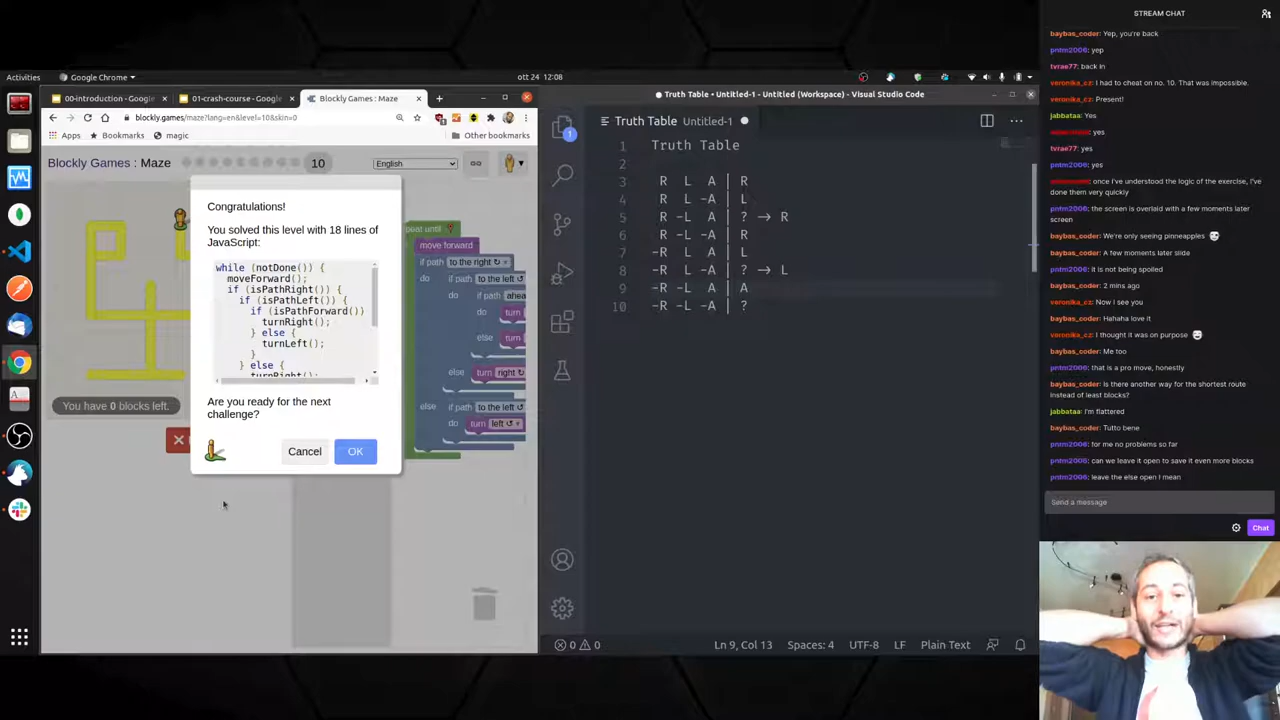 STREAM CHAT
baybas_coder: Yep, you're back
pntm2006: yep
tvrae77: back in
veronika_cz: I had to cheat on no. 10. That was impossible.
veronika_cz: Present!
jabbataa: Yes
yes
tvrae77: yes
pntm2006: yes
once I've understood the logic of the exercise, I've
done them very quickly
pntm2006: the screen is overlaid with a few moments later
screen
baybas_coder: We're only seeing pinneapples
baybas_coder: A few moments later slide
pntm2006: it is not being spoiled
baybas_coder: 2 mins ago
veronika_cz: Now I see you
baybas_coder: Hahaha love it
veronika_cz: I thought it was on purpose
baybas_coder: Me too
pntm2006: that is a pro move, honestly
baybas_coder: Is there another way for the shortest route
instead of least blocks?
jabbataa: I'm flattered
baybas_coder: Tutto bene
pntm2006: for me no problems so far
pntm2006: can we leave it open to save it even more blocks
pntm2006: leave the else open I mean
Send a message
Chat
Activities
Google Chrome
ott 24 12:08
00-introduction - Google
01-crash-course - Google
Blockly Games : Maze
blockly.games/maze?lang=en&level=10&skin=0
Apps
Bookmarks
magic
Other bookmarks
Blockly Games : Maze
10
English
Congratulations!
You solved this level with 18 lines of
JavaScript:
while (notDone()) {
moveForward();
if (isPathRight()) {
if (isPathLeft()) {
if (isPathForward())
turnRight();
} else {
turnLeft();
}
} else {
turnRight();
Are you ready for the next
challenge?
Cancel
OK
You have 0 blocks left.
peat until
move forward
if path to the right ↻
do if path to the left ↺
do if path ahea
do turn
else turn
else turn right ↻
else if path to the left ↺
do turn left ↺
Truth Table • Untitled-1 - Untitled (Workspace) - Visual Studio Code
Truth Table Untitled-1
1 Truth Table
2
3 R L A | R
4 R L -A | L
5 R -L A | ? → R
6 R -L -A | R
7 -R L A | A
8 -R L -A | ? → L
9 -R -L A | A
10 -R -L -A | ?
1
0 0
Ln 9, Col 13
Spaces: 4
UTF-8
LF
Plain Text